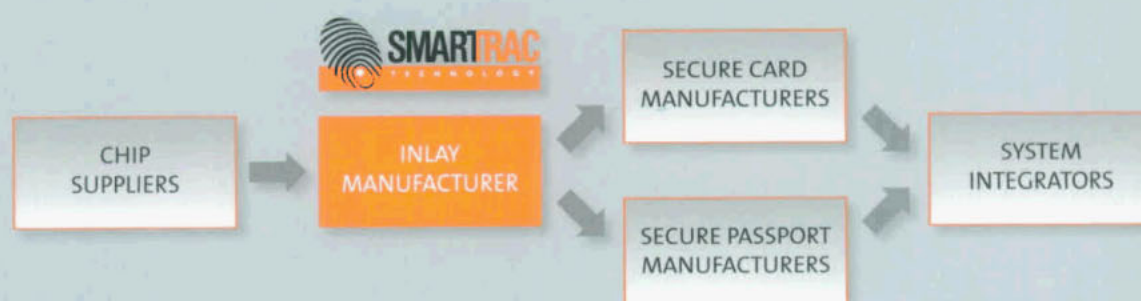 SMARTRAC
TECHNOLOGY
CHIP
SUPPLIERS
INLAY
MANUFACTURER
SECURE CARD
MANUFACTURERS
SECURE PASSPORT
MANUFACTURERS
SYSTEM
INTEGRATORS